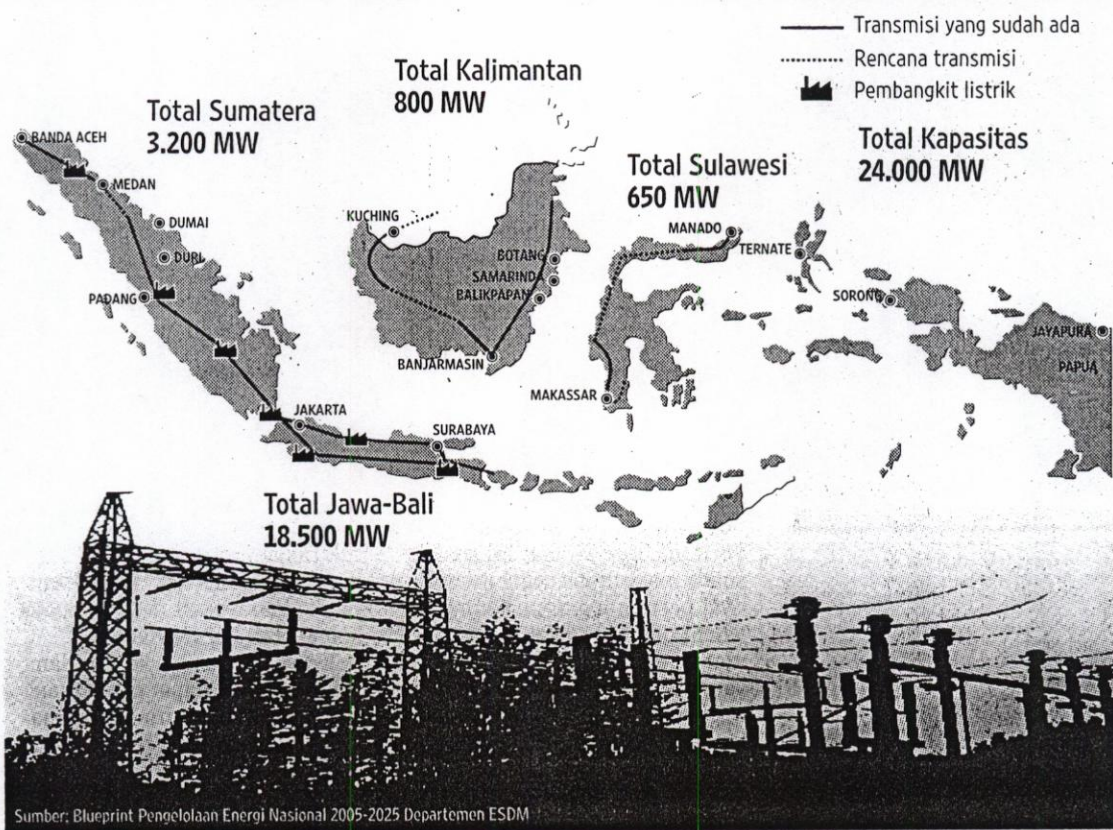 Transmisi yang sudah ada
Rencana transmisi
Pembangkit listrik
Total Kapasitas
24.000 MW
Total Kalimantan
800 MW
Total Sumatera
3.200 MW
Total Sulawesi
650 MW
BANDA ACEH
MEDAN
DUMAI
DURI
PADANG
KUCHING
BOTANG
SAMARINDA
BALIKPAPAN
BANJARMASIN
MANADO
TERNATE
SORONG
JAYAPURA
PAPUA
MAKASSAR
JAKARTA
SURABAYA
Total Jawa-Bali
18.500 MW
Sumber: Blueprint Pengelolaan Energi Nasional 2005-2025 Departemen ESDM